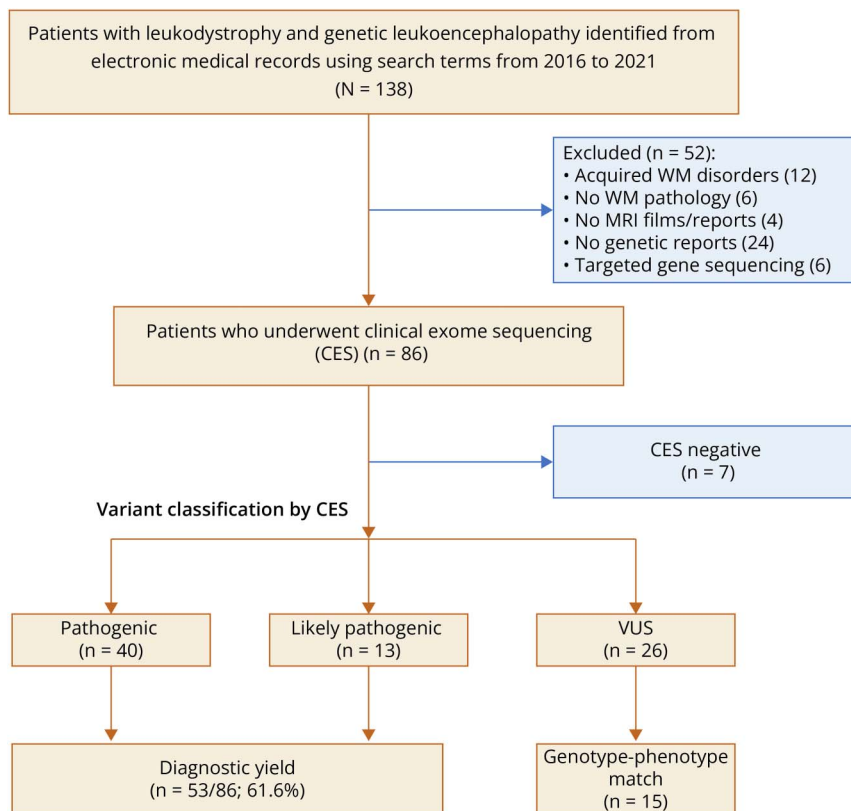 Patients with leukodystrophy and genetic leukoencephalopathy identified from
electronic medical records using search terms from 2016 to 2021
(N = 138)
Excluded (n = 52):
• Acquired WM disorders (12)
• No WM pathology (6)
• No MRI films/reports (4)
• No genetic reports (24)
• Targeted gene sequencing (6)
Patients who underwent clinical exome sequencing
(CES) (n = 86)
CES negative
(n = 7)
Variant classification by CES
Pathogenic
(n = 40)
Likely pathogenic
(n = 13)
VUS
(n = 26)
Diagnostic yield
(n = 53/86; 61.6%)
Genotype-phenotype
match
(n = 15)